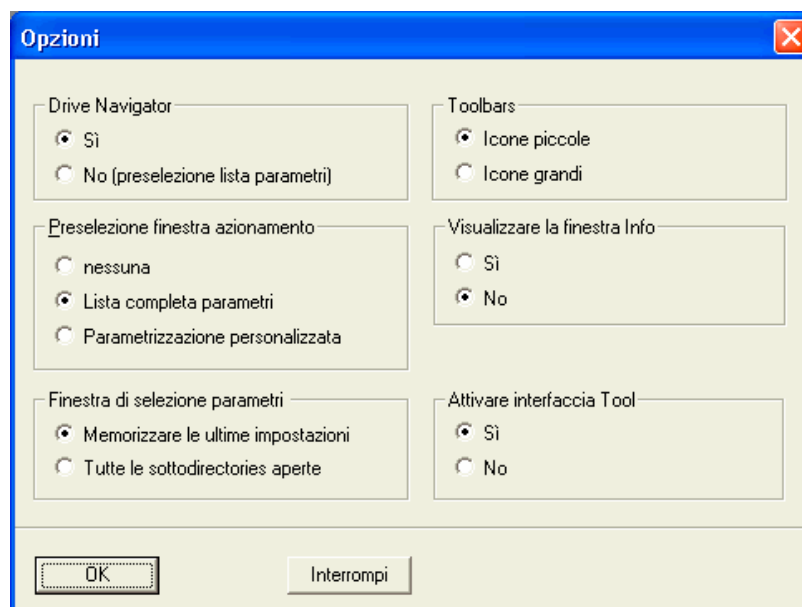 Opzioni
Drive Navigator
Sì
No (preselezione lista parametri)
Toolbars
Icone piccole
Icone grandi
Preselezione finestra azionamento
nessuna
Lista completa parametri
Parametrizzazione personalizzata
Visualizzare la finestra Info
Sì
No
Finestra di selezione parametri
Memorizzare le ultime impostazioni
Tutte le sottodirectories aperte
Attivare interfaccia Tool
Sì
No
OK
Interrompi